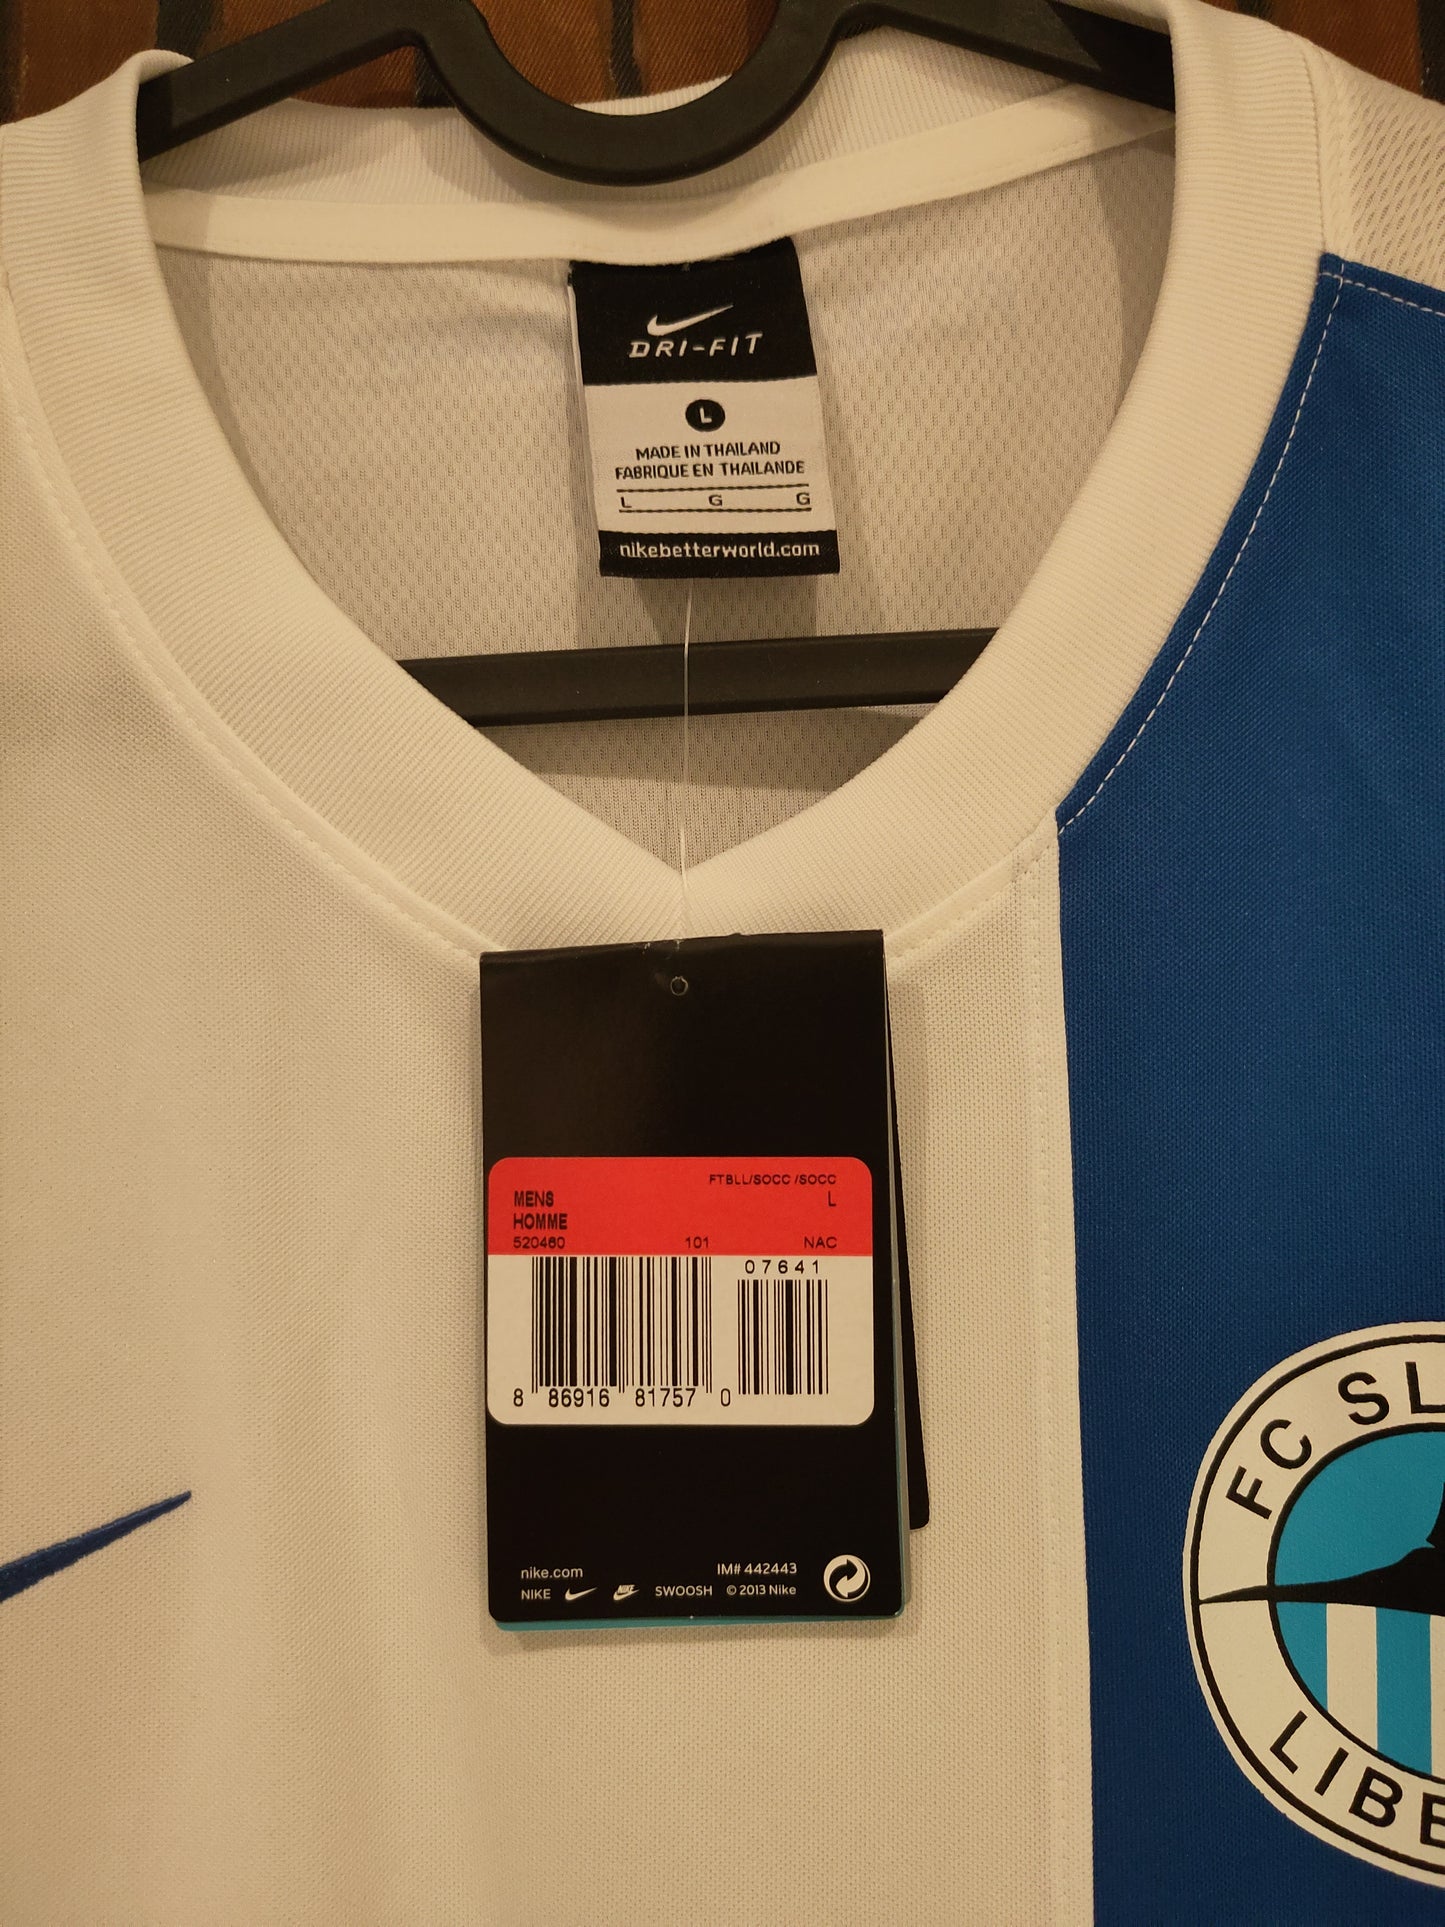 DRI-FIT
L
MADE IN THAILAND
FABRIQUE EN THAILANDE
L G G
nikebetterworld.com
FTBLL/SOCC /SOCC
MENS L
HOMME
520460 101 NAC
07641
8 86916 81757 0
nike.com IM# 442443
NIKE NIKE SWOOSH © 2013 Nike
FC SL
LIBE